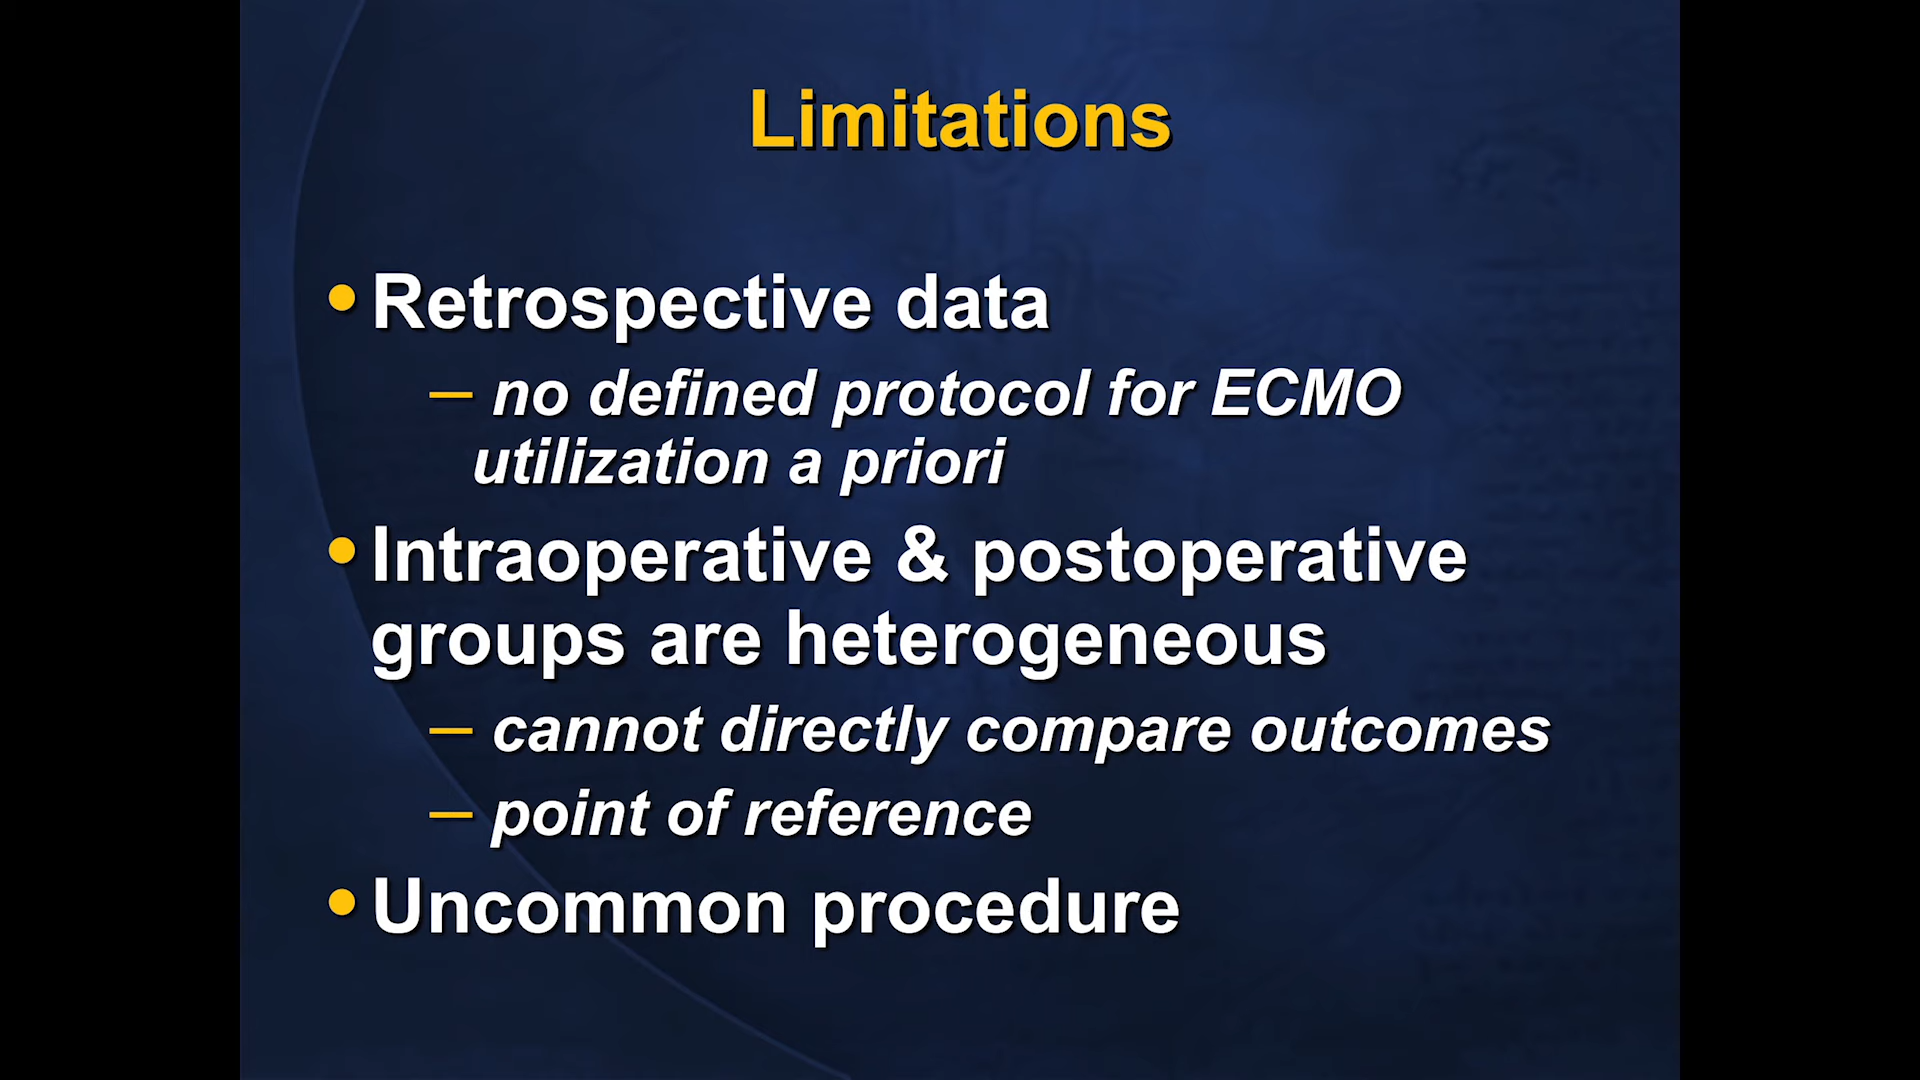 Limitations
• Retrospective data
– no defined protocol for ECMO
utilization a priori
• Intraoperative & postoperative
groups are heterogeneous
– cannot directly compare outcomes
– point of reference
• Uncommon procedure